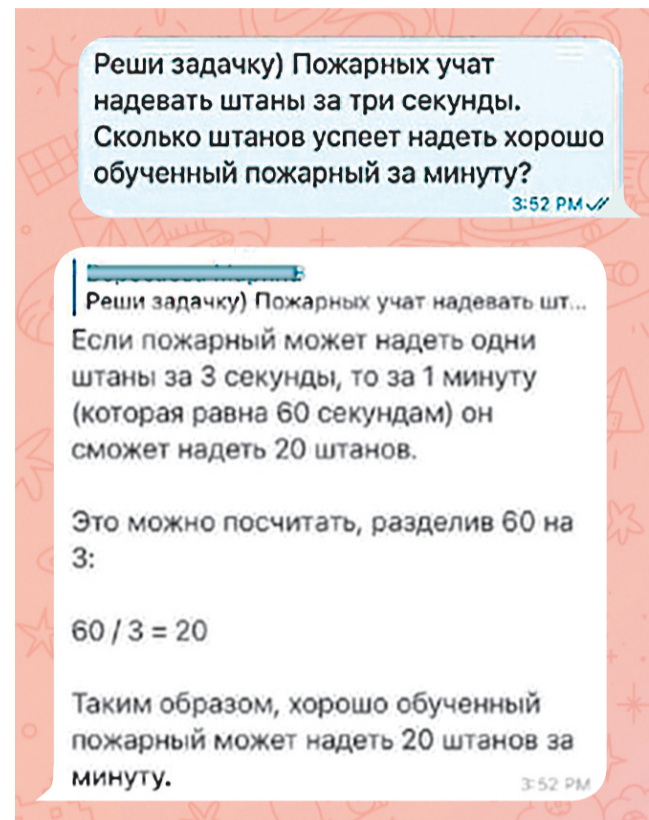 Реши задачку) Пожарных учат
надевать штаны за три секунды.
Сколько штанов успеет надеть хорошо
обученный пожарный за минуту?
3:52 PM
Реши задачку) Пожарных учат надевать шт...
Если пожарный может надеть одни
штаны за 3 секунды, то за 1 минуту
(которая равна 60 секундам) он
сможет надеть 20 штанов.
Это можно посчитать, разделив 60 на
3:
60 / 3 = 20
Таким образом, хорошо обученный
пожарный может надеть 20 штанов за
минуту.
3:52 PM